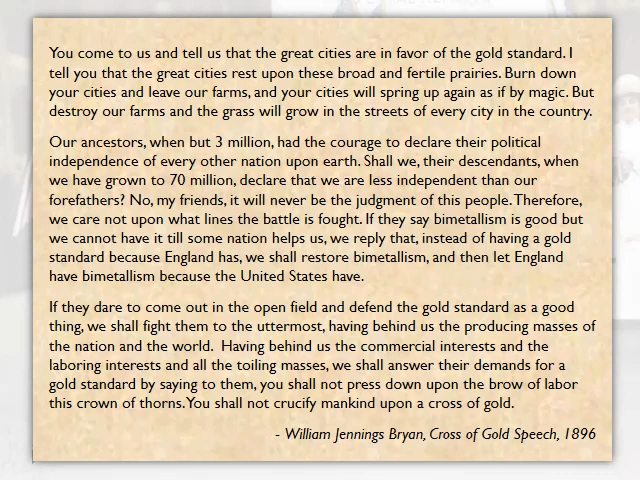 You come to us and tell us that the great cities are in favor of the gold standard. I
tell you that the great cities rest upon these broad and fertile prairies. Burn down
your cities and leave our farms, and your cities will spring up again as if by magic. But
destroy our farms and the grass will grow in the streets of every city in the country.
Our ancestors, when but 3 million, had the courage to declare their political
independence of every other nation upon earth. Shall we, their descendants, when
we have grown to 70 million, declare that we are less independent than our
forefathers? No, my friends, it will never be the judgment of this people. Therefore,
we care not upon what lines the battle is fought. If they say bimetallism is good but
we cannot have it till some nation helps us, we reply that, instead of having a gold
standard because England has, we shall restore bimetallism, and then let England
have bimetallism because the United States have.
If they dare to come out in the open field and defend the gold standard as a good
thing, we shall fight them to the uttermost, having behind us the producing masses of
the nation and the world.  Having behind us the commercial interests and the
laboring interests and all the toiling masses, we shall answer their demands for a
gold standard by saying to them, you shall not press down upon the brow of labor
this crown of thorns. You shall not crucify mankind upon a cross of gold.
- William Jennings Bryan, Cross of Gold Speech, 1896